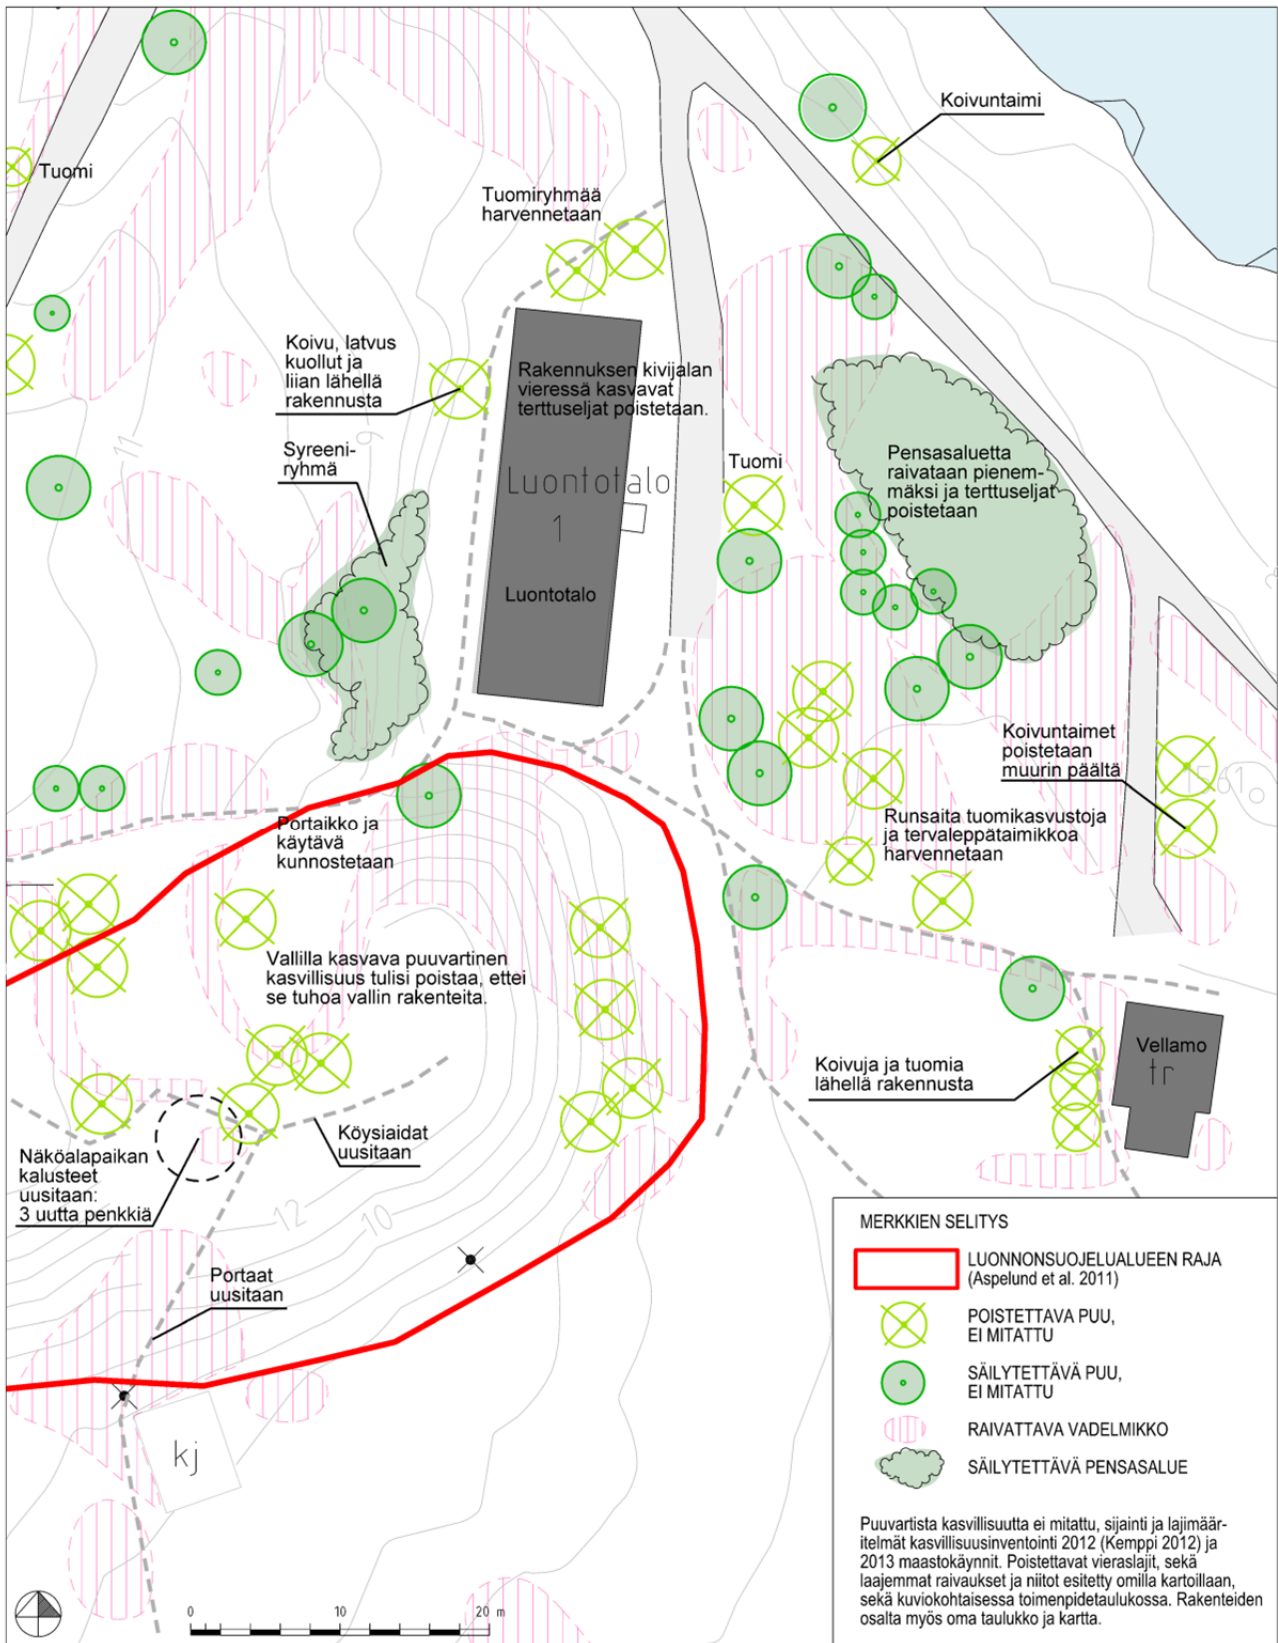 Koivuntaimi
Tuomi
Tuomiryhmää
harvennetaan
Koivu, latvus
kuollut ja
liian lähellä
rakennusta
Rakennuksen kivijalan
vieressä kasvavat
terttuseljat poistetaan.
11
9
Syreeni-
ryhmä
Tuomi
Pensasaluetta
raivataan pienem-
mäksi ja terttuseljat
poistetaan
Luontotalo
1
Luontotalo
Koivuntaimet
poistetaan
muurin päältä
Runsaita tuomikasvustoja
ja tervaleppätaimikkoa
harvennetaan
Portaikko ja
käytävä
kunnostetaan
Vallilla kasvava puuvartinen
kasvillisuus tulisi poistaa, ettei
se tuhoa vallin rakenteita.
Vellamo
tr
Koivuja ja tuomia
lähellä rakennusta
Köysiaidat
uusitaan
Näköalapaikan
kalusteet
uusitaan:
3 uutta penkkiä
12
10
Portaat
uusitaan
kj
0 10 20 m
MERKKIEN SELITYS
LUONNONSUOJELUALUEEN RAJA
(Aspelund et al. 2011)
POISTETTAVA PUU,
EI MITATTU
SÄILYTETTÄVÄ PUU,
EI MITATTU
RAIVATTAVA VADELMIKKO
SÄILYTETTÄVÄ PENSASALUE
Puuvartista kasvillisuutta ei mitattu, sijainti ja lajimäär-
itelmät kasvillisuusinventointi 2012 (Kemppi 2012) ja
2013 maastokäynnit. Poistettavat vieraslajit, sekä
laajemmat raivaukset ja niitot esitetty omilla kartoillaan,
sekä kuviokohtaisessa toimenpidetaulukossa. Rakenteiden
osalta myös oma taulukko ja kartta.